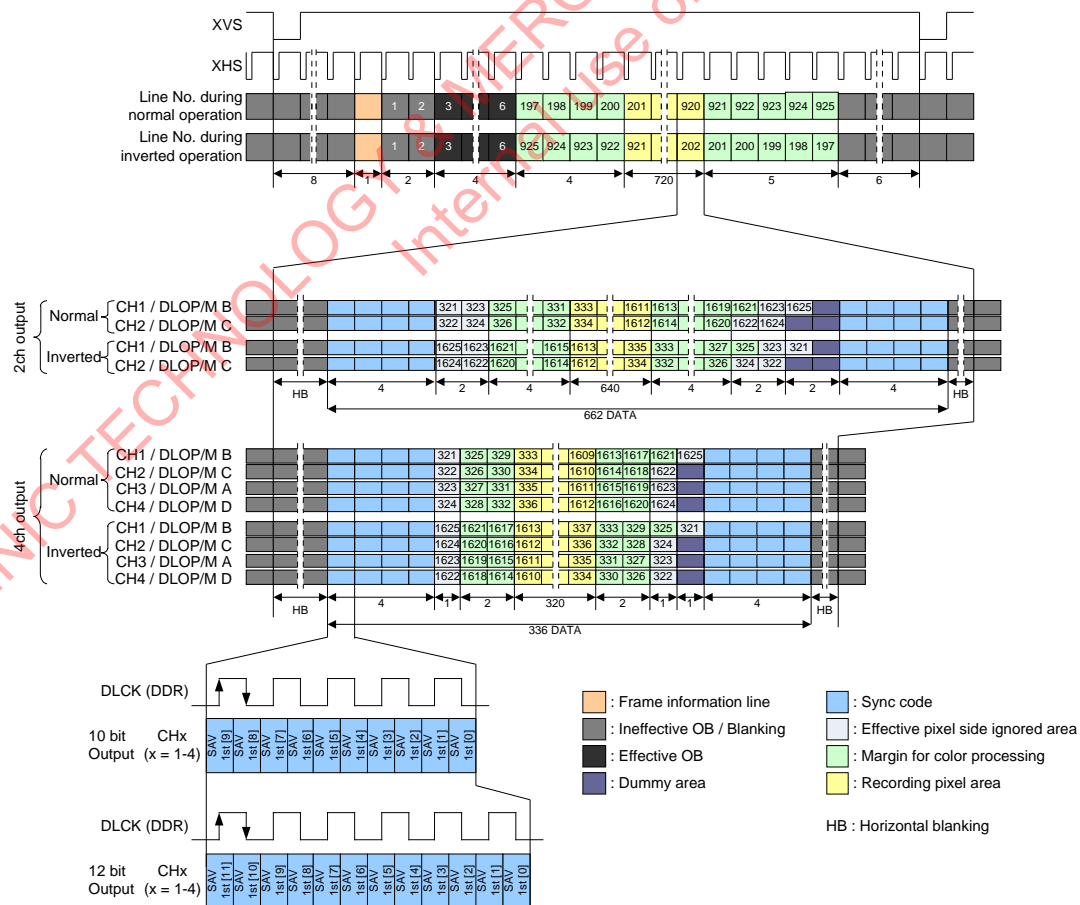 XVS
XHS
Line No. during
normal operation
1 2 3 6 197 198 199 200 201 920 921 922 923 924 925
Line No. during
inverted operation
1 2 3 6 925 924 923 922 921 202 201 200 199 198 197
8 1 2 4 4 720 5 6
2ch output
Normal
CH1 / DLOP/M B 321 323 325 331 333 1611 1613 1619 1621 1623 1625
CH2 / DLOP/M C 322 324 326 332 334 1612 1614 1620 1622 1624
Inverted
CH1 / DLOP/M B 1625 1623 1621 1615 1613 335 333 327 325 323 321
CH2 / DLOP/M C 1624 1622 1620 1614 1612 334 332 326 324 322
HB 4 2 4 640 4 2 2 4 HB
662 DATA
4ch output
Normal
CH1 / DLOP/M B 321 325 329 333 1609 1613 1617 1621 1625
CH2 / DLOP/M C 322 326 330 334 1610 1614 1618 1622
CH3 / DLOP/M A 323 327 331 335 1611 1615 1619 1623
CH4 / DLOP/M D 324 328 332 336 1612 1616 1620 1624
Inverted
CH1 / DLOP/M B 1625 1621 1617 1613 337 333 329 325 321
CH2 / DLOP/M C 1624 1620 1616 1612 336 332 328 324
CH3 / DLOP/M A 1623 1619 1615 1611 335 331 327 323
CH4 / DLOP/M D 1622 1618 1614 1610 334 330 326 322
HB 4 1 2 320 2 1 1 4 HB
336 DATA
DLCK (DDR)
10 bit CHx
Output (x = 1-4)
SAV 1st [9] SAV 1st [8] SAV 1st [7] SAV 1st [6] SAV 1st [5] SAV 1st [4] SAV 1st [3] SAV 1st [2] SAV 1st [1] SAV 1st [0]
DLCK (DDR)
12 bit CHx
Output (x = 1-4)
SAV 1st [11] SAV 1st [10] SAV 1st [9] SAV 1st [8] SAV 1st [7] SAV 1st [6] SAV 1st [5] SAV 1st [4] SAV 1st [3] SAV 1st [2] SAV 1st [1] SAV 1st [0]
: Frame information line
: Ineffective OB / Blanking
: Effective OB
: Dummy area
: Sync code
: Effective pixel side ignored area
: Margin for color processing
: Recording pixel area
HB : Horizontal blanking
TECHNOLOGY &
Internal use